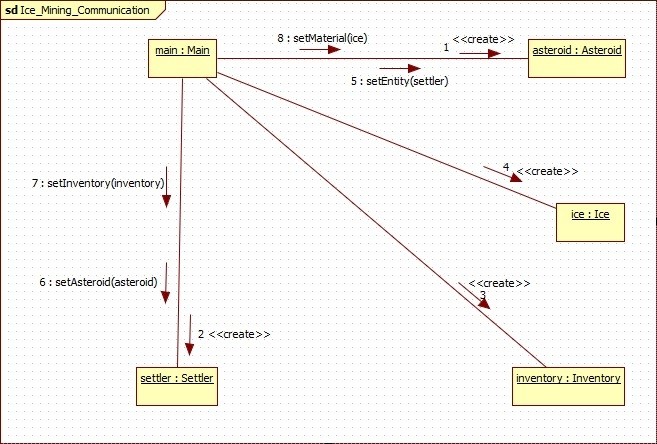 sd Ice_Mining_Communication
8 : setMaterial(ice)
<<create>>
1
main : Main
asteroid : Asteroid
5 : setEntity(settler)
4 <<create>>
7 : setInventory(inventory)
ice : Ice
6 : setAsteroid(asteroid)
<<create>>
3
2 <<create>>
settler : Settler
inventory : Inventory